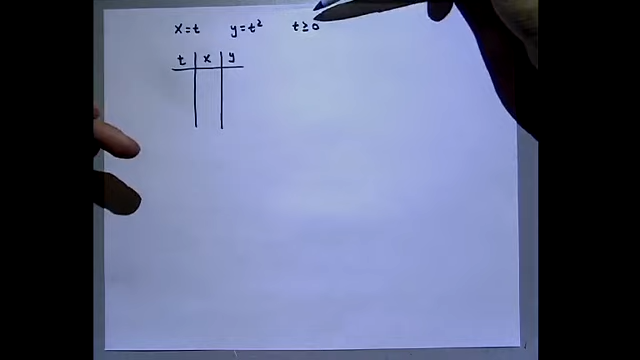 x=t y=t² t≥0
t x y